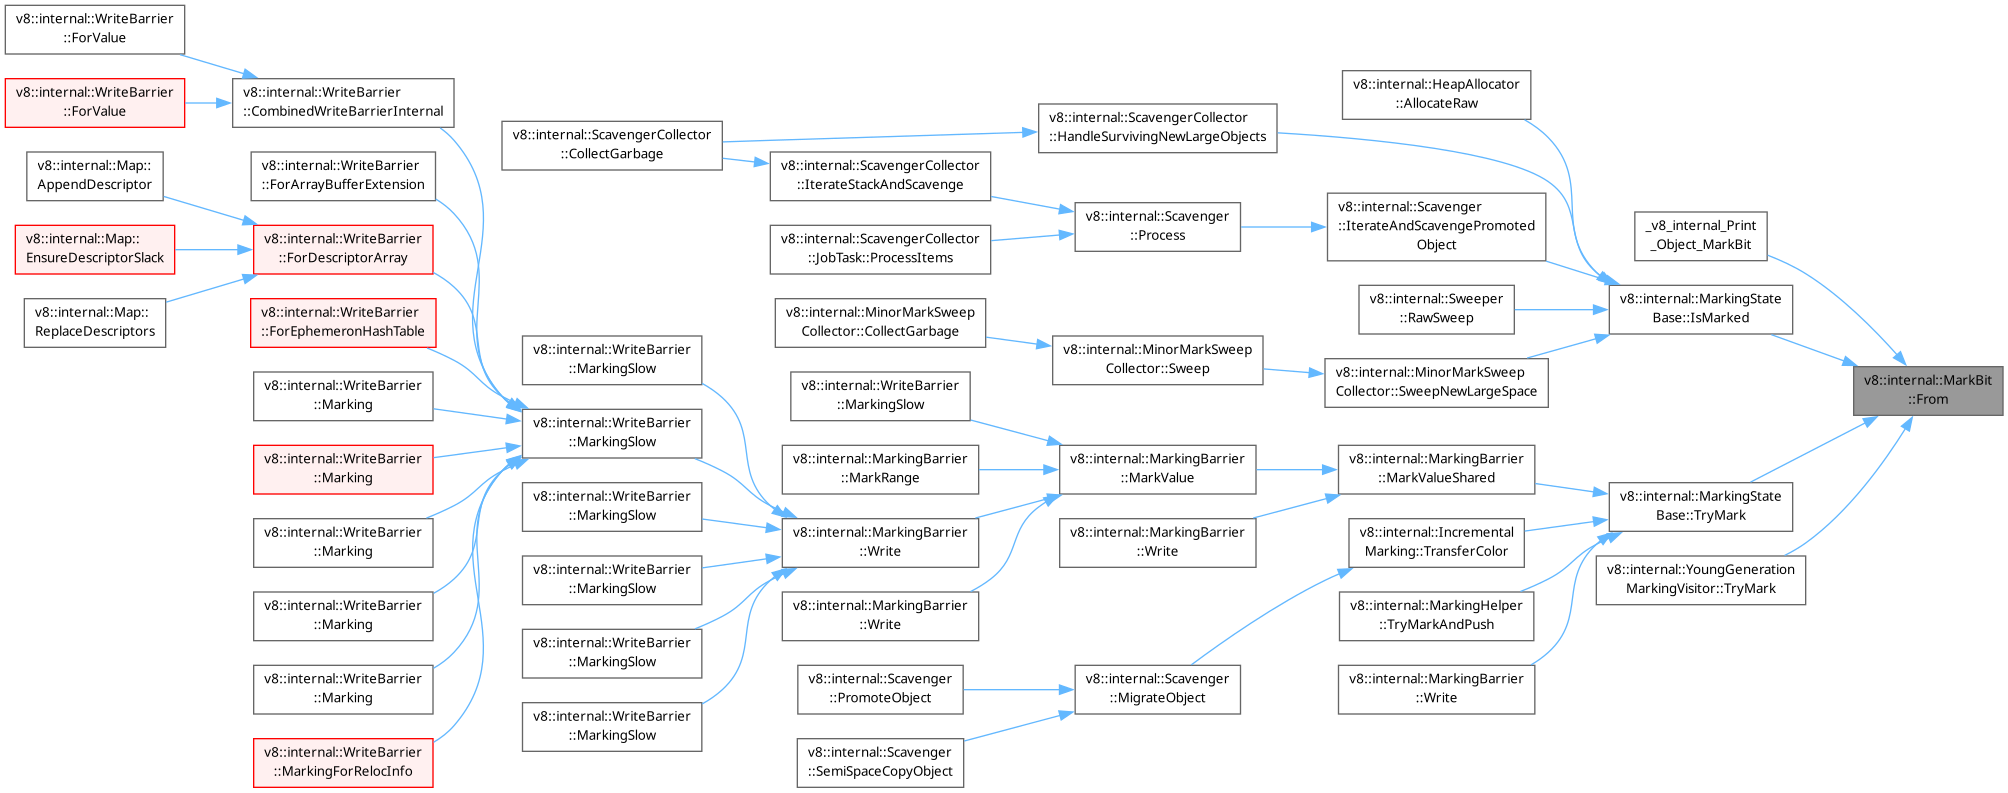 v8::internal::WriteBarrier
::ForValue
v8::internal::WriteBarrier
::ForValue
v8::internal::Map::
AppendDescriptor
v8::internal::Map::
EnsureDescriptorSlack
v8::internal::Map::
ReplaceDescriptors
v8::internal::WriteBarrier
::CombinedWriteBarrierInternal
v8::internal::WriteBarrier
::ForArrayBufferExtension
v8::internal::WriteBarrier
::ForDescriptorArray
v8::internal::WriteBarrier
::ForEphemeronHashTable
v8::internal::WriteBarrier
::Marking
v8::internal::WriteBarrier
::Marking
v8::internal::WriteBarrier
::Marking
v8::internal::WriteBarrier
::Marking
v8::internal::WriteBarrier
::Marking
v8::internal::WriteBarrier
::MarkingForRelocInfo
v8::internal::ScavengerCollector
::CollectGarbage
v8::internal::WriteBarrier
::MarkingSlow
v8::internal::WriteBarrier
::MarkingSlow
v8::internal::WriteBarrier
::MarkingSlow
v8::internal::WriteBarrier
::MarkingSlow
v8::internal::WriteBarrier
::MarkingSlow
v8::internal::WriteBarrier
::MarkingSlow
v8::internal::ScavengerCollector
::IterateStackAndScavenge
v8::internal::ScavengerCollector
::JobTask::ProcessItems
v8::internal::MinorMarkSweep
Collector::CollectGarbage
v8::internal::WriteBarrier
::MarkingSlow
v8::internal::MarkingBarrier
::MarkRange
v8::internal::MarkingBarrier
::Write
v8::internal::MarkingBarrier
::Write
v8::internal::Scavenger
::PromoteObject
v8::internal::Scavenger
::SemiSpaceCopyObject
v8::internal::ScavengerCollector
::HandleSurvivingNewLargeObjects
v8::internal::Scavenger
::Process
v8::internal::MinorMarkSweep
Collector::Sweep
v8::internal::MarkingBarrier
::MarkValue
v8::internal::MarkingBarrier
::Write
v8::internal::Scavenger
::MigrateObject
v8::internal::HeapAllocator
::AllocateRaw
v8::internal::Scavenger
::IterateAndScavengePromoted
Object
v8::internal::Sweeper
::RawSweep
v8::internal::MinorMarkSweep
Collector::SweepNewLargeSpace
v8::internal::MarkingBarrier
::MarkValueShared
v8::internal::Incremental
Marking::TransferColor
v8::internal::MarkingHelper
::TryMarkAndPush
v8::internal::MarkingBarrier
::Write
_v8_internal_Print
_Object_MarkBit
v8::internal::MarkingState
Base::IsMarked
v8::internal::MarkingState
Base::TryMark
v8::internal::YoungGeneration
MarkingVisitor::TryMark
v8::internal::MarkBit
::From